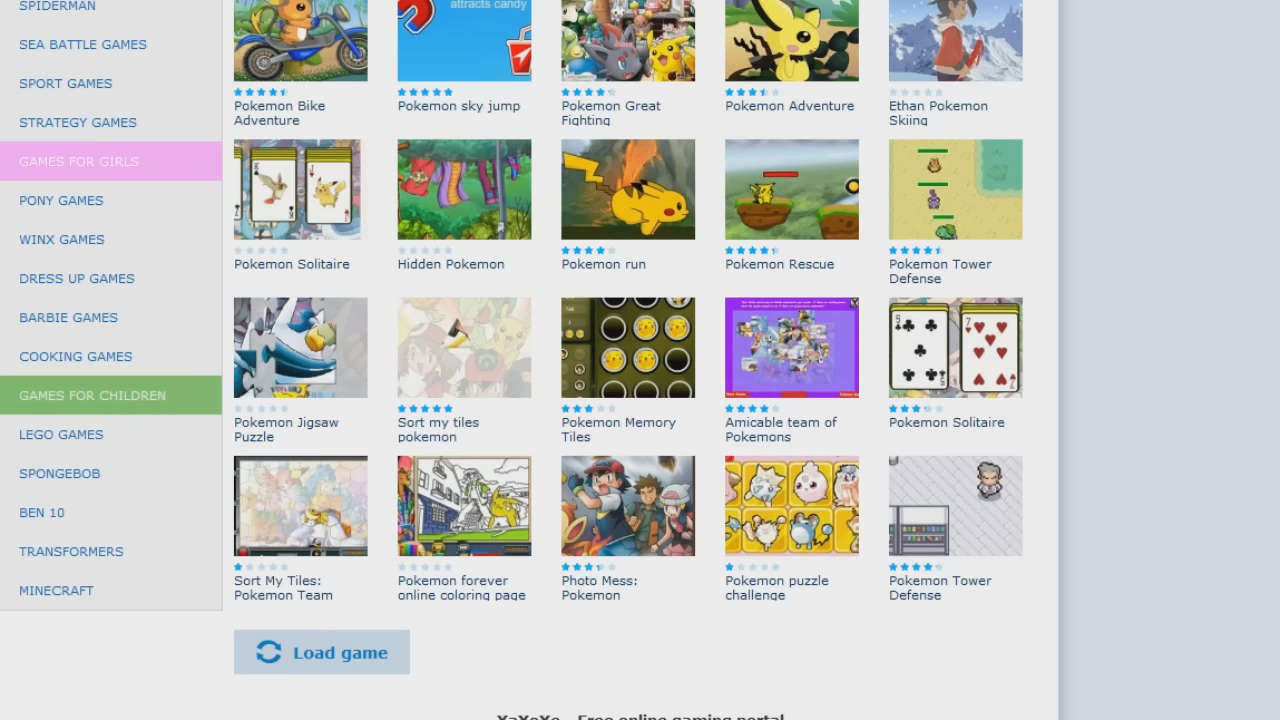 SPIDERMAN
SEA BATTLE GAMES
SPORT GAMES
STRATEGY GAMES
GAMES FOR GIRLS
PONY GAMES
WINX GAMES
DRESS UP GAMES
BARBIE GAMES
COOKING GAMES
GAMES FOR CHILDREN
LEGO GAMES
SPONGEBOB
BEN 10
TRANSFORMERS
MINECRAFT
attracts candy
Pokemon Bike
Adventure
Pokemon sky jump
Pokemon Great
Fighting
Pokemon Adventure
Ethan Pokemon
Skiing
Pokemon Solitaire
Hidden Pokemon
Pokemon run
Pokemon Rescue
Pokemon Tower
Defense
Pokemon Jigsaw
Puzzle
Sort my tiles
pokemon
Pokemon Memory
Tiles
Amicable team of
Pokemons
Pokemon Solitaire
Sort My Tiles:
Pokemon Team
Pokemon forever
online coloring page
Photo Mess:
Pokemon
Pokemon puzzle
challenge
Pokemon Tower
Defense
Load game
Free online gaming portal